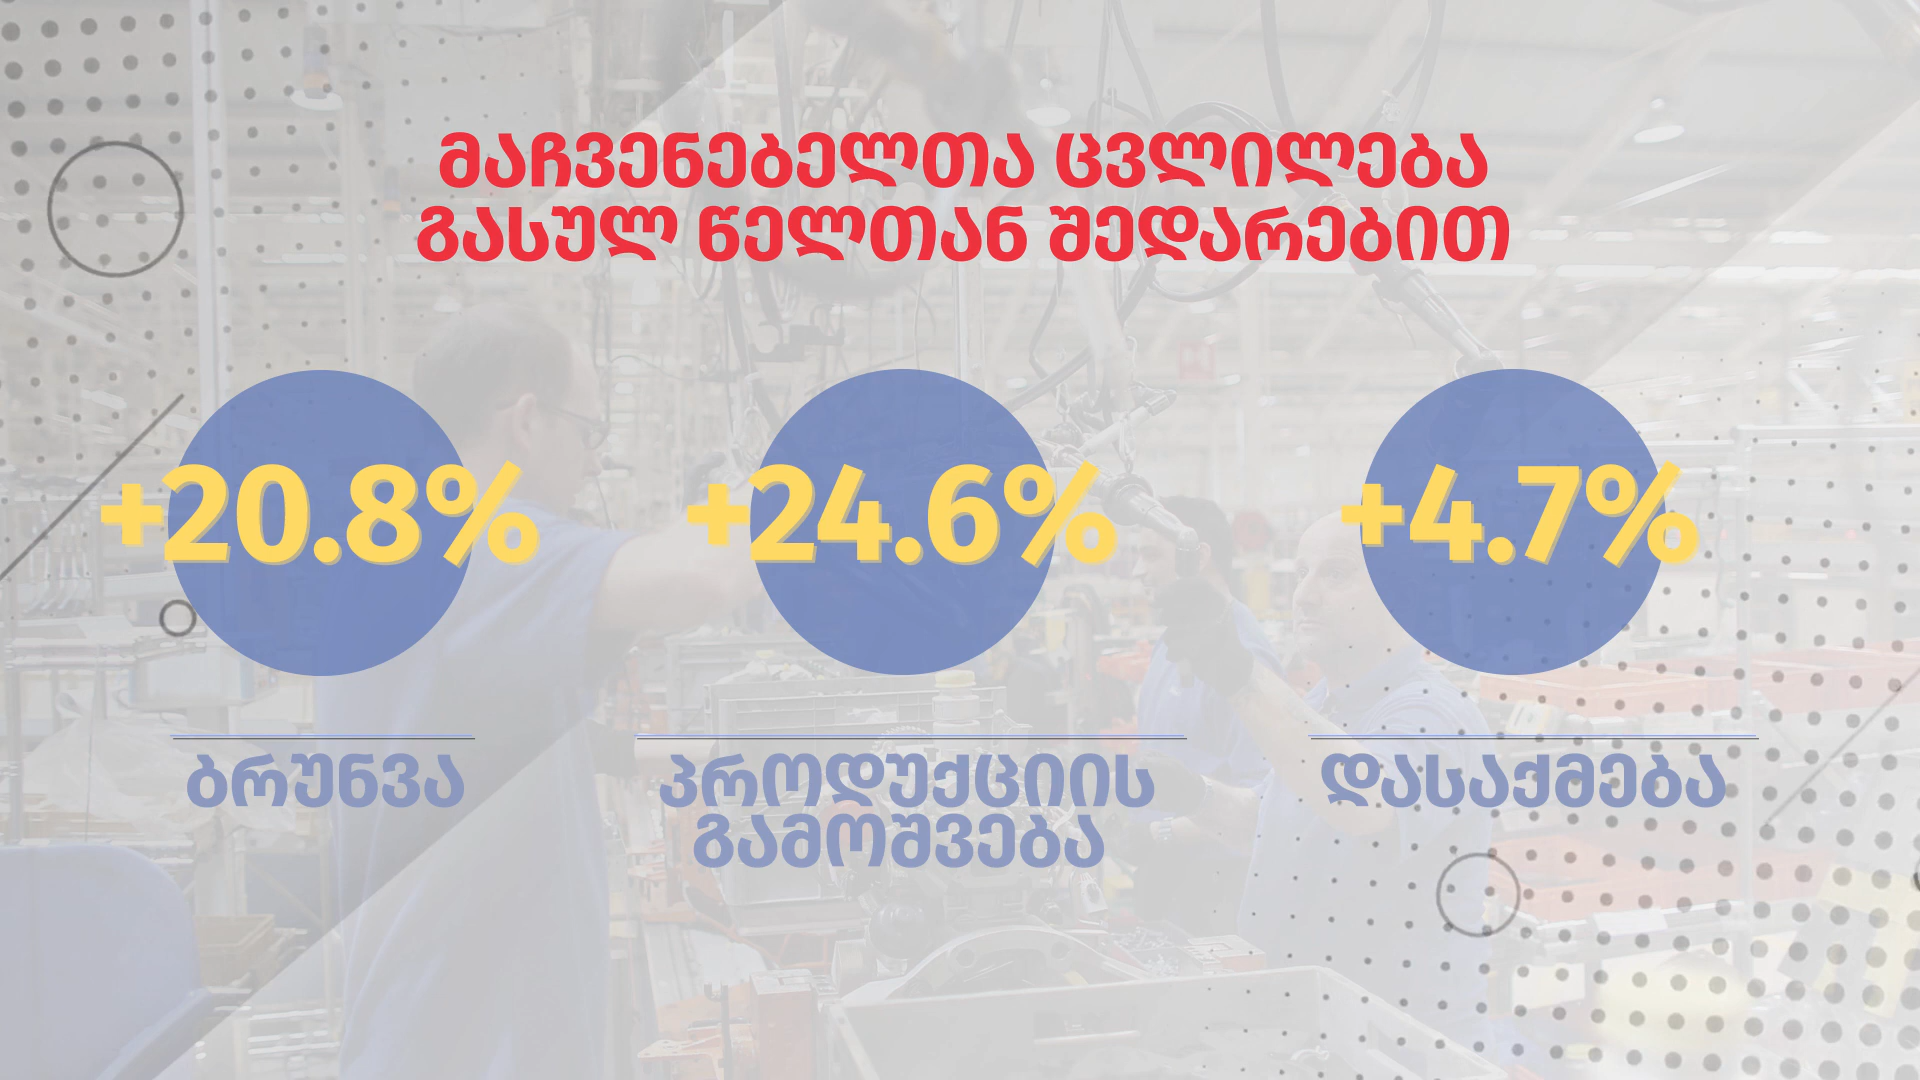 მაჩვენებელთა ცვლილება
გასულ წელთან შედარებით
+20.8%
+24.6%
+4.7%
ბრუნვა
პროდუქციის
გამოშვება
დასაქმება